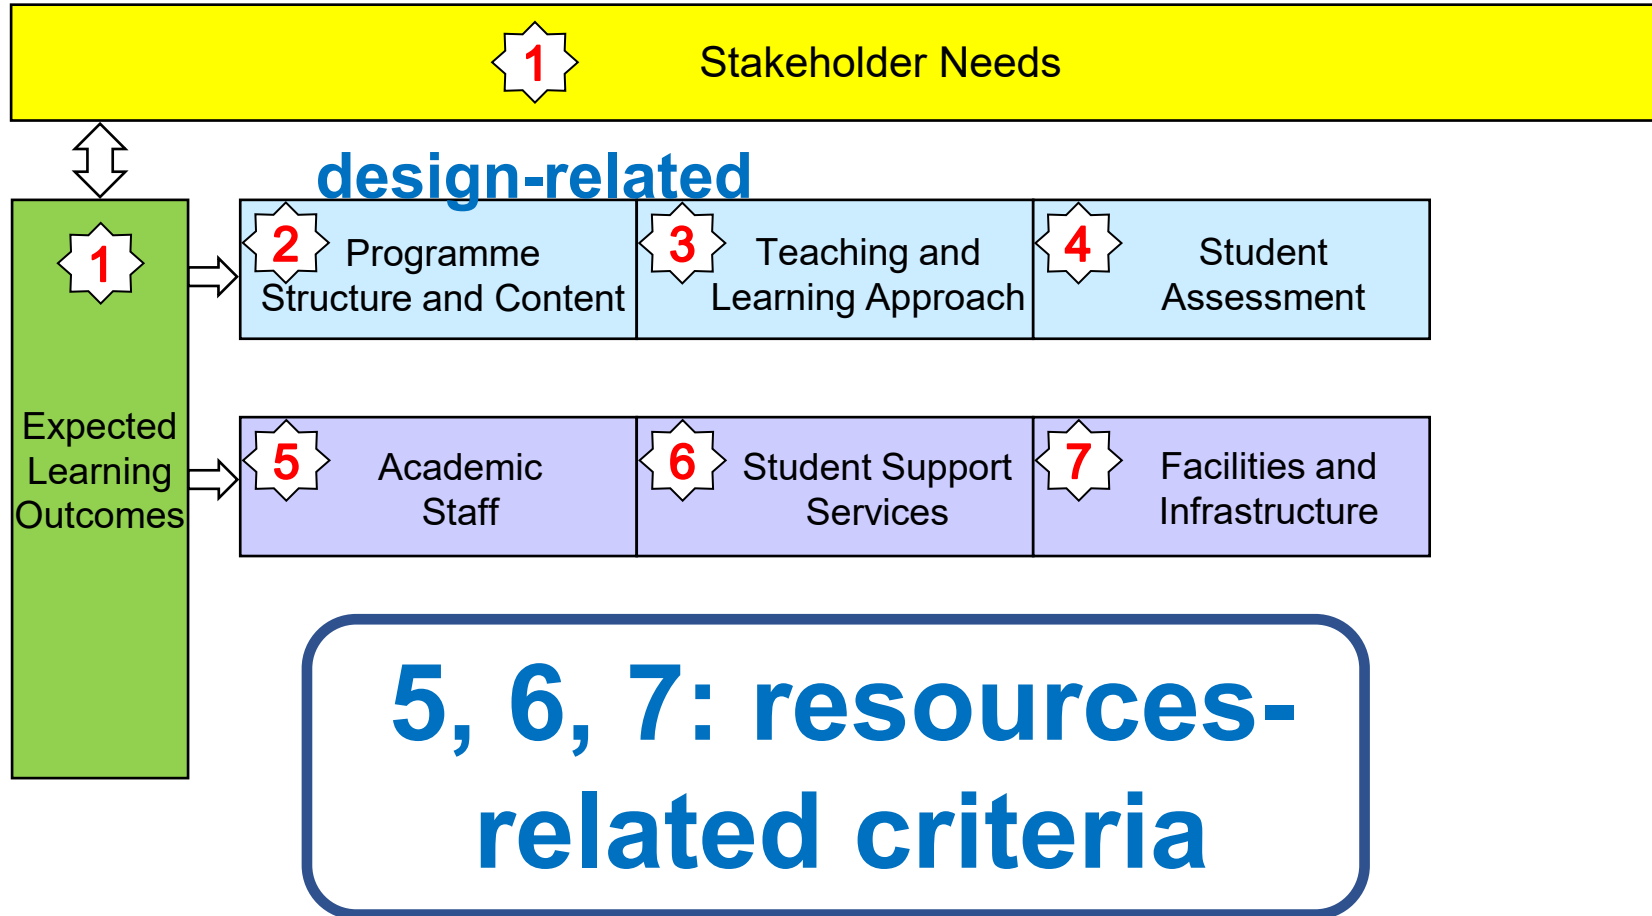 1 Stakeholder Needs
design-related
1
Expected
Learning
Outcomes
2 Programme
Structure and Content
3 Teaching and
Learning Approach
4 Student
Assessment
5 Academic
Staff
6 Student Support
Services
7 Facilities and
Infrastructure
5, 6, 7: resources-
related criteria